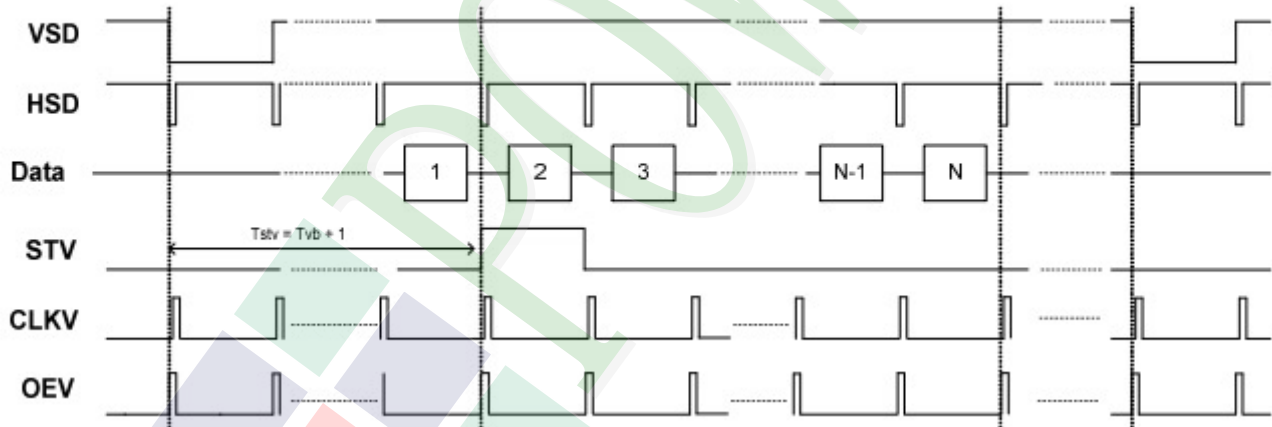 VSD
HSD
Data 1 2 3 N-1 N
Tstv = Tvb + 1
STV
CLKV
OEV